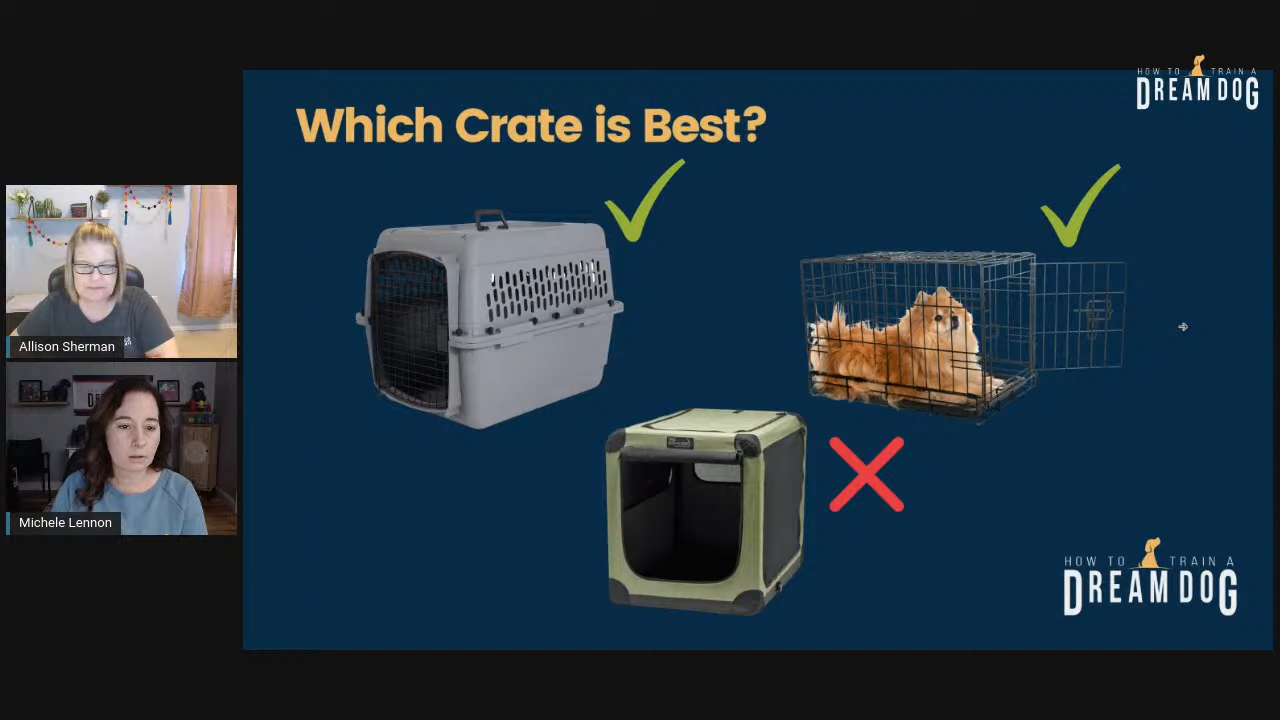 Which Crate is Best?
HOW TO TRAIN A
DREAM DOG
Allison Sherman
Michele Lennon
HOW TO TRAIN A
DREAM DOG